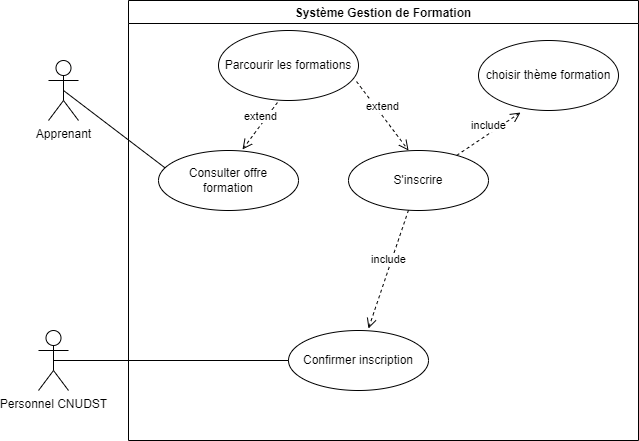 Système Gestion de Formation
Parcourir les formations
choisir thème formation
extend
extend
include
Apprenant
Consulter offre
formation
S'inscrire
include
Confirmer inscription
Personnel CNUDST